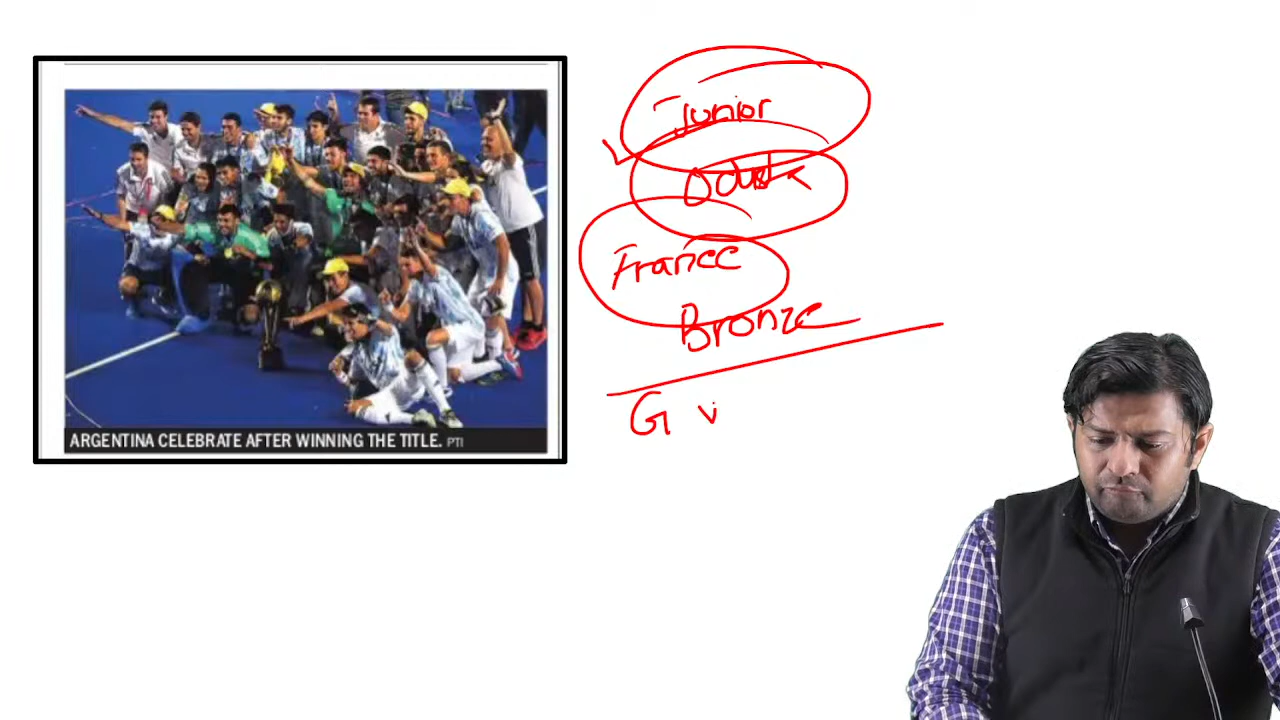 Junior
France
Bronze
G v
ARGENTINA CELEBRATE AFTER WINNING THE TITLE. PTI